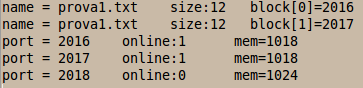 name = prova1.txt    size:12   block[0]=2016
name = prova1.txt    size:12   block[1]=2017
port = 2016    online:1      mem=1018
port = 2017    online:1      mem=1018
port = 2018    online:0      mem=1024